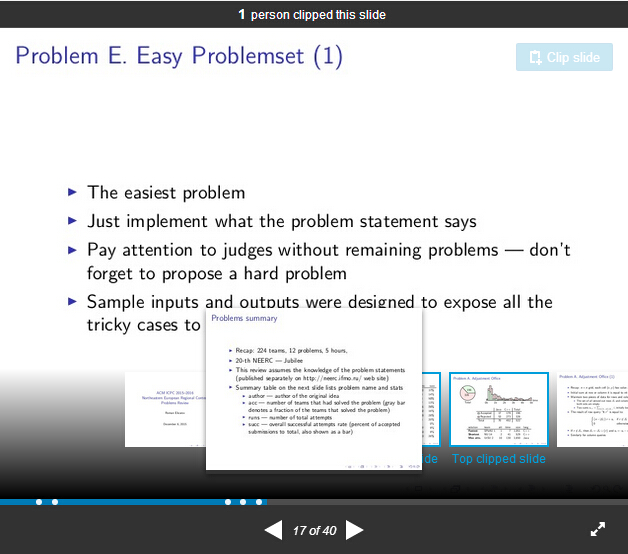 1 person clipped this slide
Problem E. Easy Problemset (1)
Clip slide
The easiest problem
Just implement what the problem statement says
Pay attention to judges without remaining problems — don't
forget to propose a hard problem
Sample inputs and outputs were designed to expose all the
tricky cases to
Problems summary
Recap: 224 teams, 12 problems, 5 hours,
20-th NEERC — Jubilee
This review assumes the knowledge of the problem statements
(published separately on http://neerc.ifmo.ru/ web site)
Summary table on the next slide lists problem name and stats
author — author of the original idea
acc — number of teams that had solved the problem (gray bar
denotes a fraction of the teams that solved the problem)
runs — number of total attempts
succ — overall successful attempts rate (percent of accepted
submissions to total, also shown as a bar)
ACM ICPC 2015-2016
Northeastern European Regional Contest
Problems Review
Problem A. Adjustment Office
Problem A. Adjustment Office (1)
Top clipped slide
17 of 40